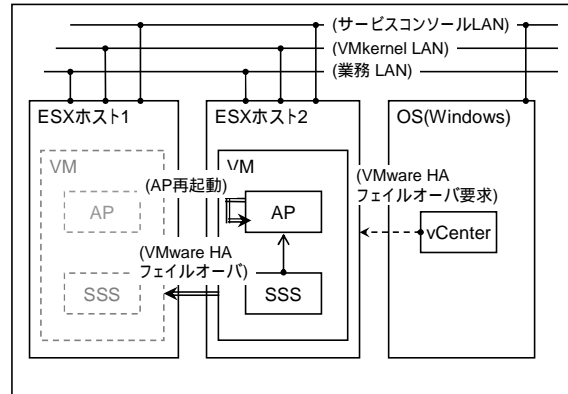 (サービスコンソールLAN)
(VMkernel LAN)
(業務 LAN)
ESXホスト1
ESXホスト2
OS(Windows)
VM
VM
(AP再起動)
(VMware HA
フェイルオーバ要求)
AP
AP
vCenter
(VMware HA
フェイルオーバ)
SSS
SSS